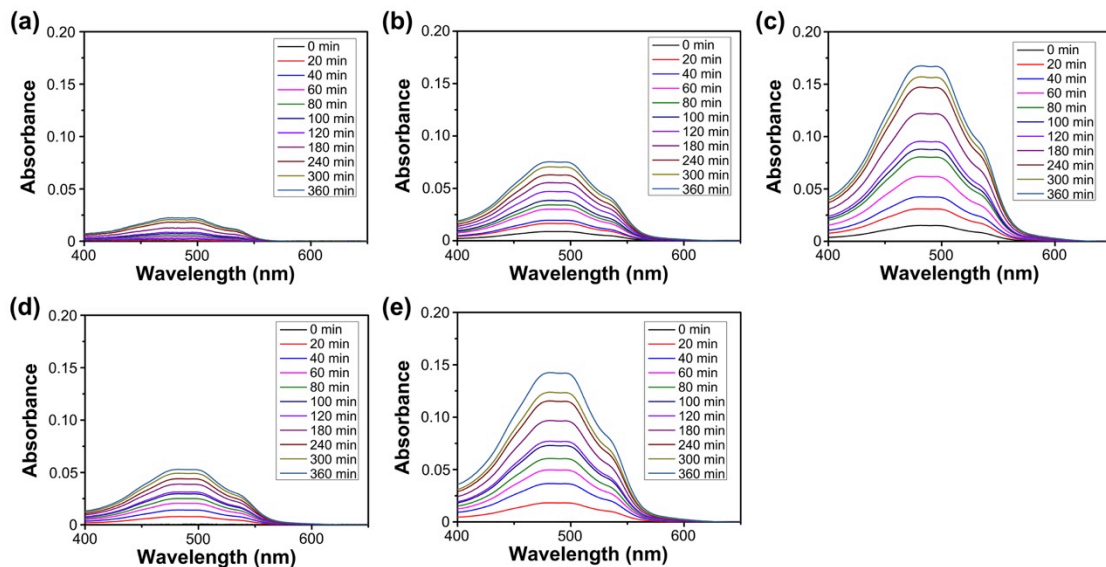 (a)
0.20
0.15
0.10
0.05
0
Absorbance
400
500
600
Wavelength (nm)
0 min
20 min
40 min
60 min
80 min
100 min
120 min
180 min
240 min
300 min
360 min
(b)
0.20
0.15
0.10
0.05
0
Absorbance
400
500
600
Wavelength (nm)
0 min
20 min
40 min
60 min
80 min
100 min
120 min
180 min
240 min
300 min
360 min
(c)
0.20
0.15
0.10
0.05
0
Absorbance
400
500
600
Wavelength (nm)
0 min
20 min
40 min
60 min
80 min
100 min
120 min
180 min
240 min
300 min
360 min
(d)
0.20
0.15
0.10
0.05
0
Absorbance
400
500
600
Wavelength (nm)
0 min
20 min
40 min
60 min
80 min
100 min
120 min
180 min
240 min
300 min
360 min
(e)
0.20
0.15
0.10
0.05
0
Absorbance
400
500
600
Wavelength (nm)
0 min
20 min
40 min
60 min
80 min
100 min
120 min
180 min
240 min
300 min
360 min